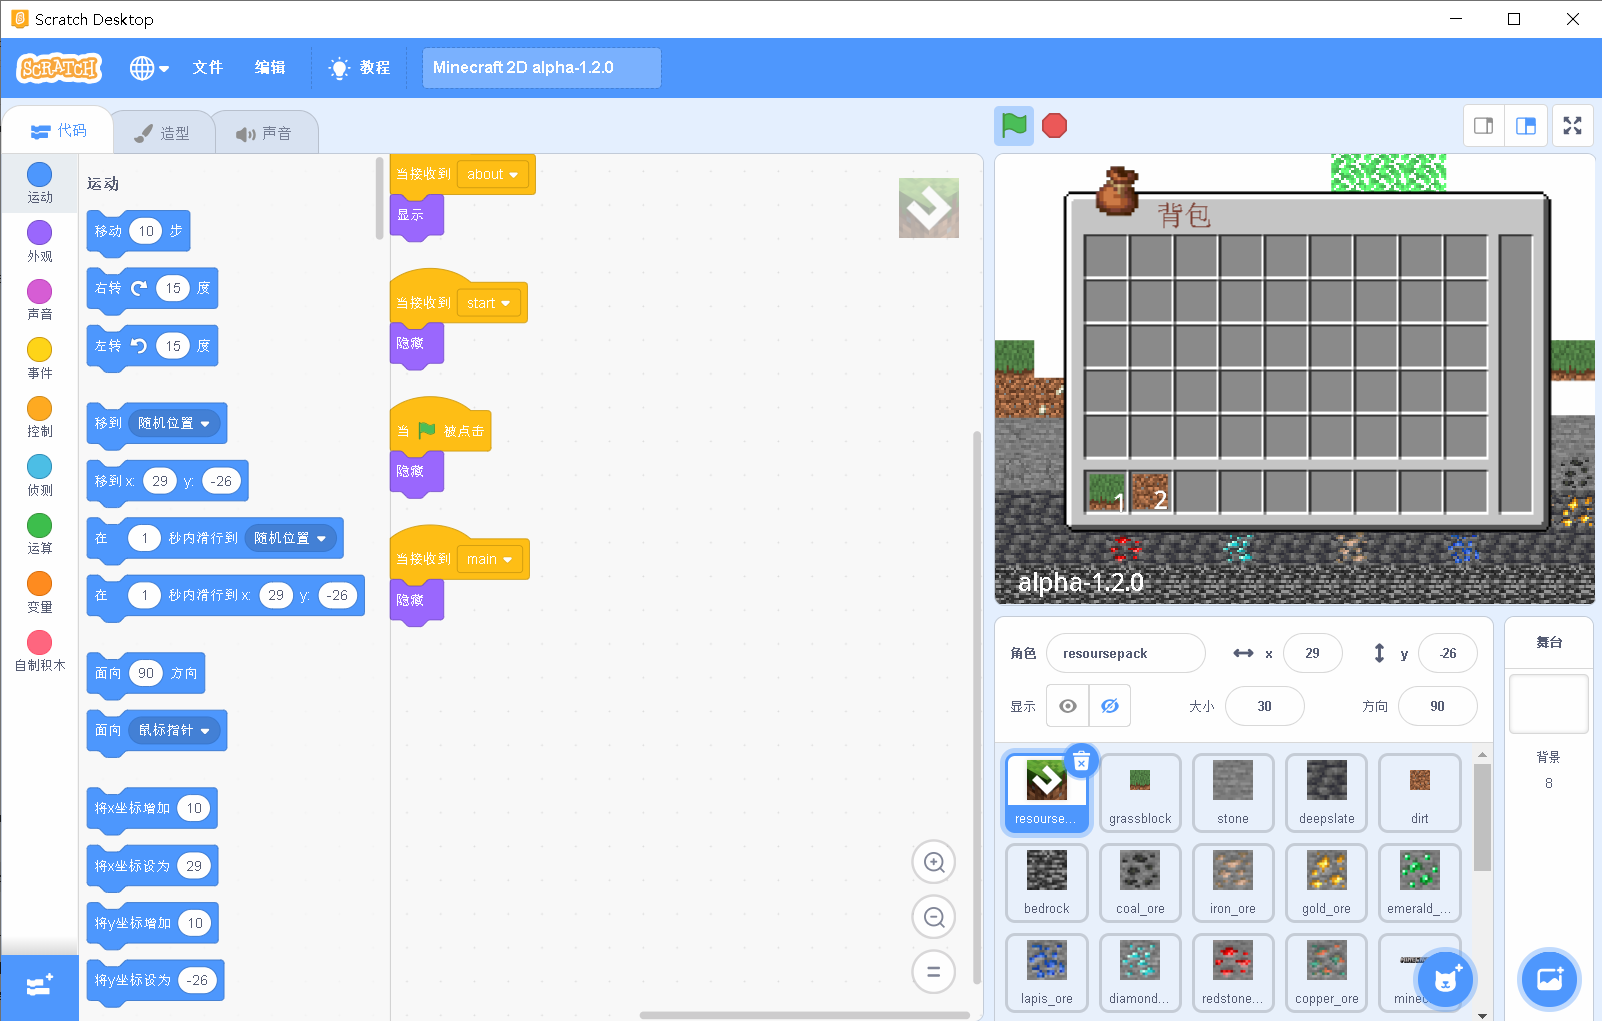 Scratch Desktop
SCRATCH
文件
编辑
教程
Minecraft 2D alpha-1.2.0
代码
造型
声音
运动
外观
声音
事件
控制
侦测
运算
变量
自制积木
运动
移动 10 步
右转 15 度
左转 15 度
移到 随机位置
移到 x: 29 y: -26
在 1 秒内滑行到 随机位置
在 1 秒内滑行到 x: 29 y: -26
面向 90 方向
面向 鼠标指针
将x坐标增加 10
将x坐标设为 29
将y坐标增加 10
将y坐标设为 -26
当接收到 about
显示
当接收到 start
隐藏
当 被点击
隐藏
当接收到 main
隐藏
背包
1
2
alpha-1.2.0
角色 resoursepack x 29 y -26
显示 大小 30 方向 90
resourse...
grassblock
stone
deepslate
dirt
bedrock
coal_ore
iron_ore
gold_ore
emerald_...
lapis_ore
diamond...
redstone...
copper_ore
舞台
背景
8